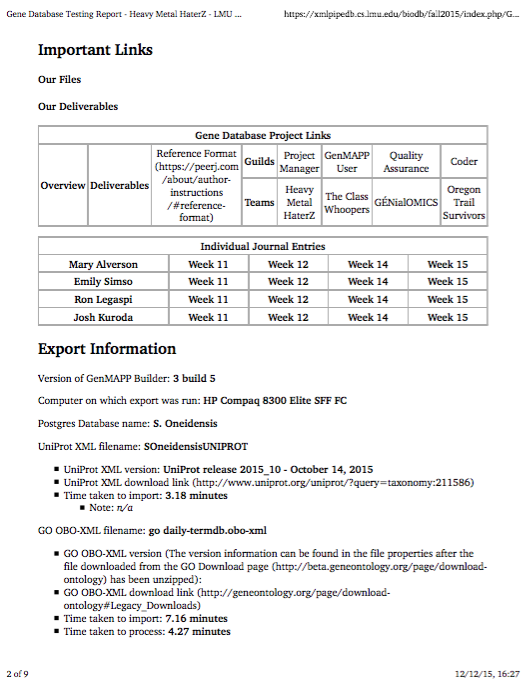 Gene Database Testing Report - Heavy Metal HaterZ - LMU ...
https://xmlpipedb.cs.lmu.edu/biodb/fall2015/index.php/G...
Important Links
Our Files
Our Deliverables
Gene Database Project Links
Overview
Deliverables
Reference Format
(https://peerj.com
/about/author-
instructions
/#reference-
format)
Guilds
Project
Manager
GenMAPP
User
Quality
Assurance
Coder
Teams
Heavy
Metal
HaterZ
The Class
Whoopers
GÉNialOMICS
Oregon
Trail
Survivors
Individual Journal Entries
Mary Alverson Week 11 Week 12 Week 14 Week 15
Emily Simso Week 11 Week 12 Week 14 Week 15
Ron Legaspi Week 11 Week 12 Week 14 Week 15
Josh Kuroda Week 11 Week 12 Week 14 Week 15
Export Information
Version of GenMAPP Builder: 3 build 5
Computer on which export was run: HP Compaq 8300 Elite SFF FC
Postgres Database name: S. Oneidensis
UniProt XML filename: SOneidensisUNIPROT
UniProt XML version: UniProt release 2015_10 - October 14, 2015
UniProt XML download link (http://www.uniprot.org/uniprot/?query=taxonomy:211586)
Time taken to import: 3.18 minutes
Note: n/a
GO OBO-XML filename: go daily-termdb.obo-xml
GO OBO-XML version (The version information can be found in the file properties after the
file downloaded from the GO Download page (http://beta.geneontology.org/page/download-
ontology) has been unzipped):
GO OBO-XML download link (http://geneontology.org/page/download-
ontology#Legacy_Downloads)
Time taken to import: 7.16 minutes
Time taken to process: 4.27 minutes
2 of 9
12/12/15, 16:27